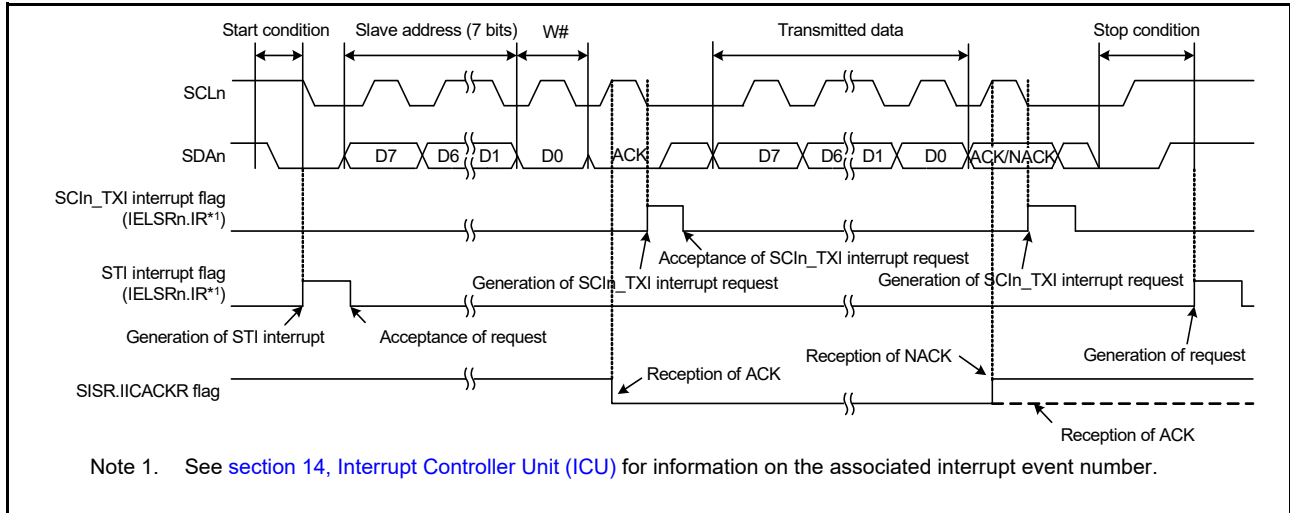 Start condition Slave address (7 bits) W# Transmitted data Stop condition
SCLn
SDAn D7 D6 D1 D0 ACK D7 D6 D1 D0 ACK/NACK
SCIn_TXI interrupt flag
(IELSRn.IR*1)
Acceptance of SCIn_TXI interrupt request
Generation of SCIn_TXI interrupt request Generation of SCIn_TXI interrupt request
STI interrupt flag
(IELSRn.IR*1)
Generation of STI interrupt Acceptance of request Generation of request
Reception of NACK
Reception of ACK
SISR.IICACKR flag
Reception of ACK
Note 1. See section 14, Interrupt Controller Unit (ICU) for information on the associated interrupt event number.